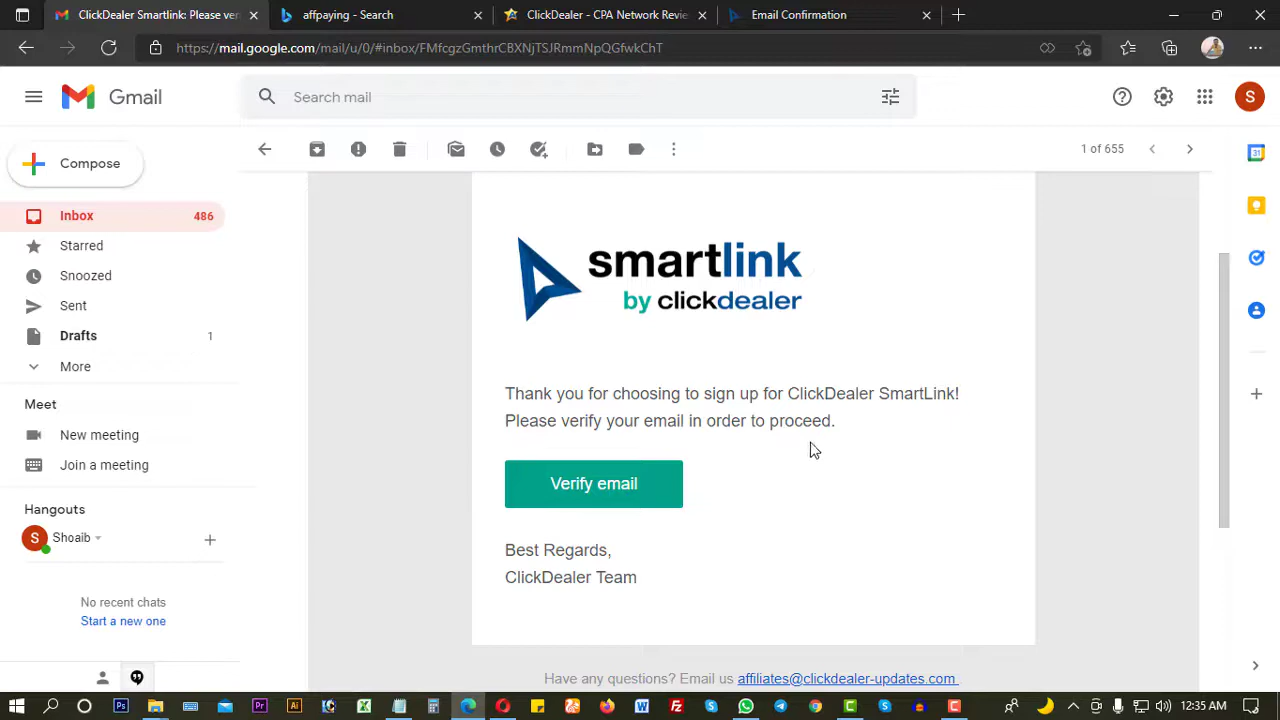 ClickDealer Smartlink: Please ver
affpaying - Search
ClickDealer - CPA Network Revie
Email Confirmation
https://mail.google.com/mail/u/0/#inbox/FMfcgzGmthrCBXNjTSJRmmNpQGfwkChT
Gmail
Search mail
S
Compose
1 of 655
31
Inbox 486
Starred
Snoozed
Sent
Drafts 1
More
smartlink
by clickdealer
Thank you for choosing to sign up for ClickDealer SmartLink!
Please verify your email in order to proceed.
Verify email
Best Regards,
ClickDealer Team
Meet
New meeting
Join a meeting
Hangouts
S Shoaib
No recent chats
Start a new one
Have any questions? Email us affiliates@clickdealer-updates.com
12:35 AM